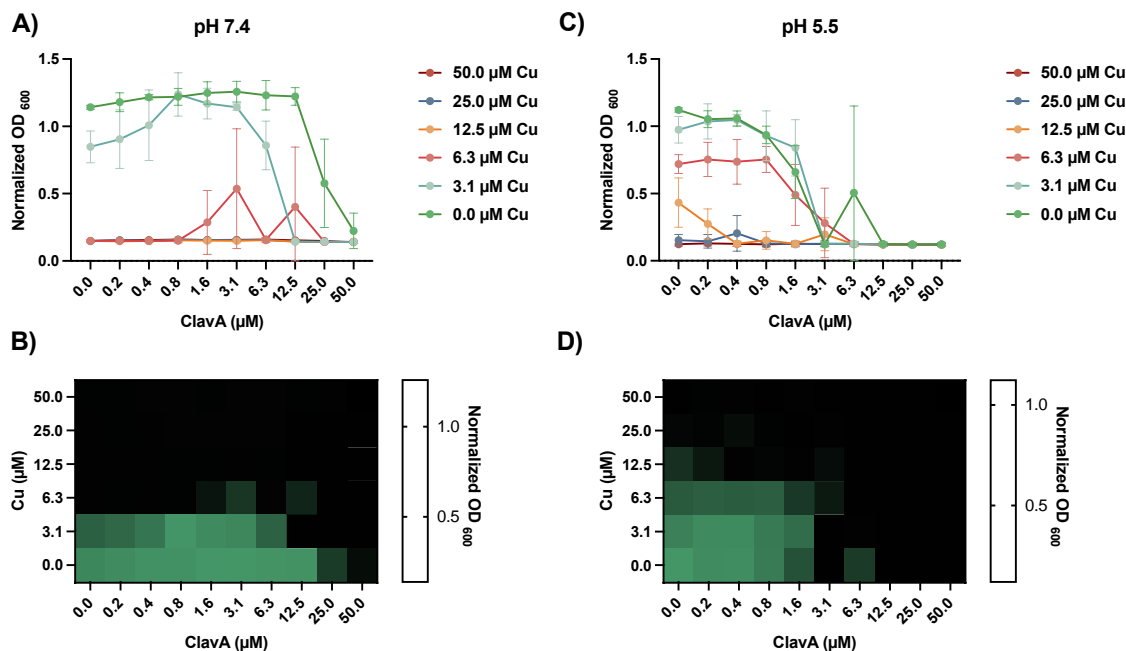 A)
pH 7.4
Normalized OD 600
1.5
1.0
0.5
0.0
0.0 0.2 0.4 0.8 1.6 3.1 6.3 12.5 25.0 50.0
ClavA (µM)
50.0 µM Cu
25.0 µM Cu
12.5 µM Cu
6.3 µM Cu
3.1 µM Cu
0.0 µM Cu
C)
pH 5.5
Normalized OD 600
1.5
1.0
0.5
0.0
0.0 0.2 0.4 0.8 1.6 3.1 6.3 12.5 25.0 50.0
ClavA (µM)
50.0 µM Cu
25.0 µM Cu
12.5 µM Cu
6.3 µM Cu
3.1 µM Cu
0.0 µM Cu
B)
Cu (µM)
50.0
25.0
12.5
6.3
3.1
0.0
0.0 0.2 0.4 0.8 1.6 3.1 6.3 12.5 25.0 50.0
ClavA (µM)
1.0
0.5
Normalized OD 600
D)
Cu (µM)
50.0
25.0
12.5
6.3
3.1
0.0
0.0 0.2 0.4 0.8 1.6 3.1 6.3 12.5 25.0 50.0
ClavA (µM)
1.0
0.5
Normalized OD 600